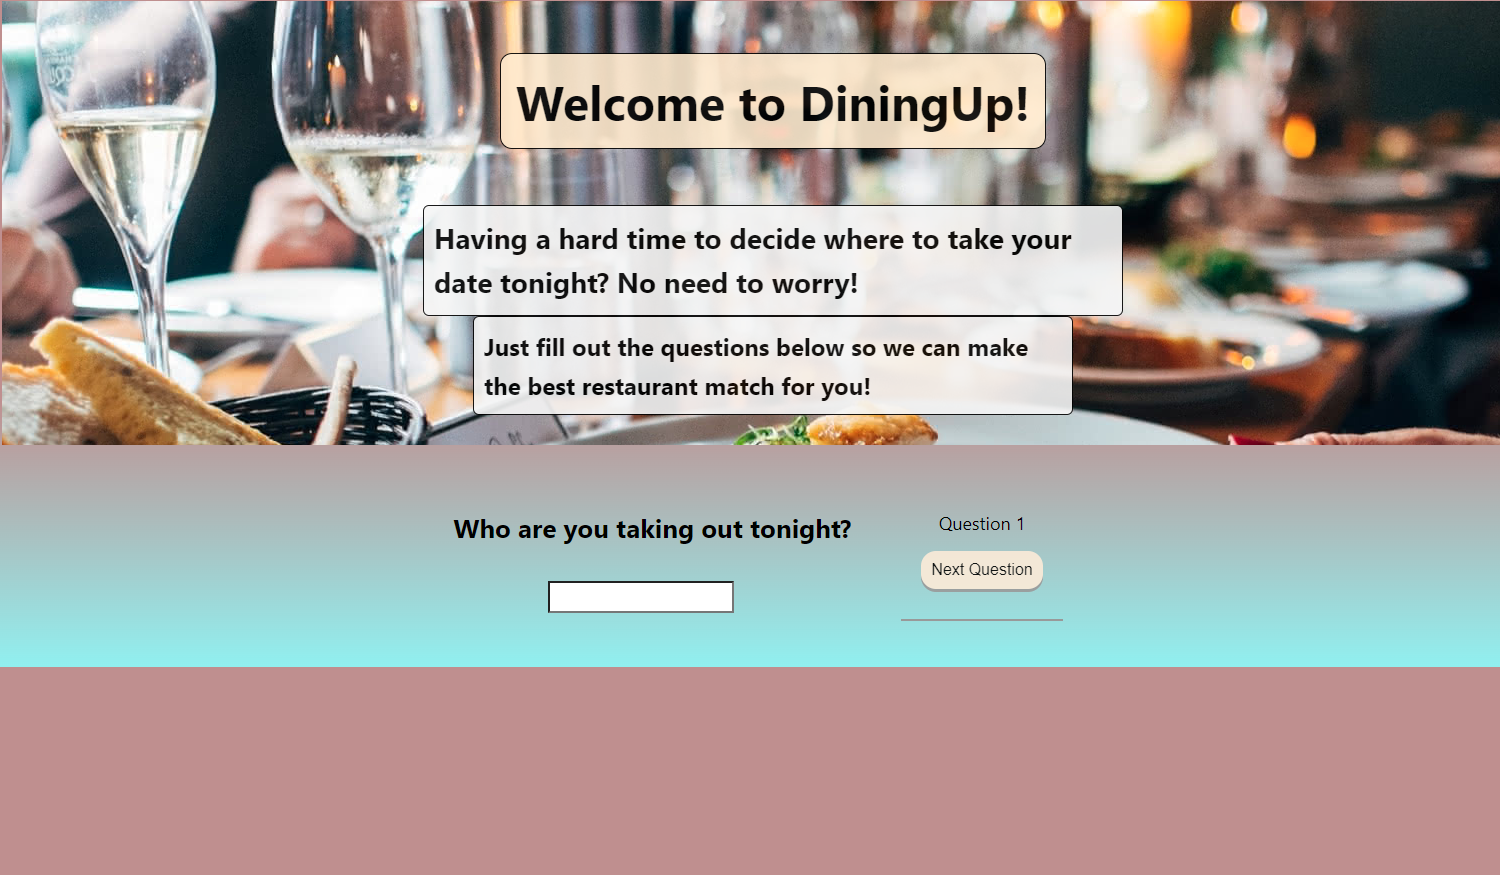 Welcome to DiningUp!
Having a hard time to decide where to take your
date tonight? No need to worry!
Just fill out the questions below so we can make
the best restaurant match for you!
Who are you taking out tonight?
Question 1
Next Question